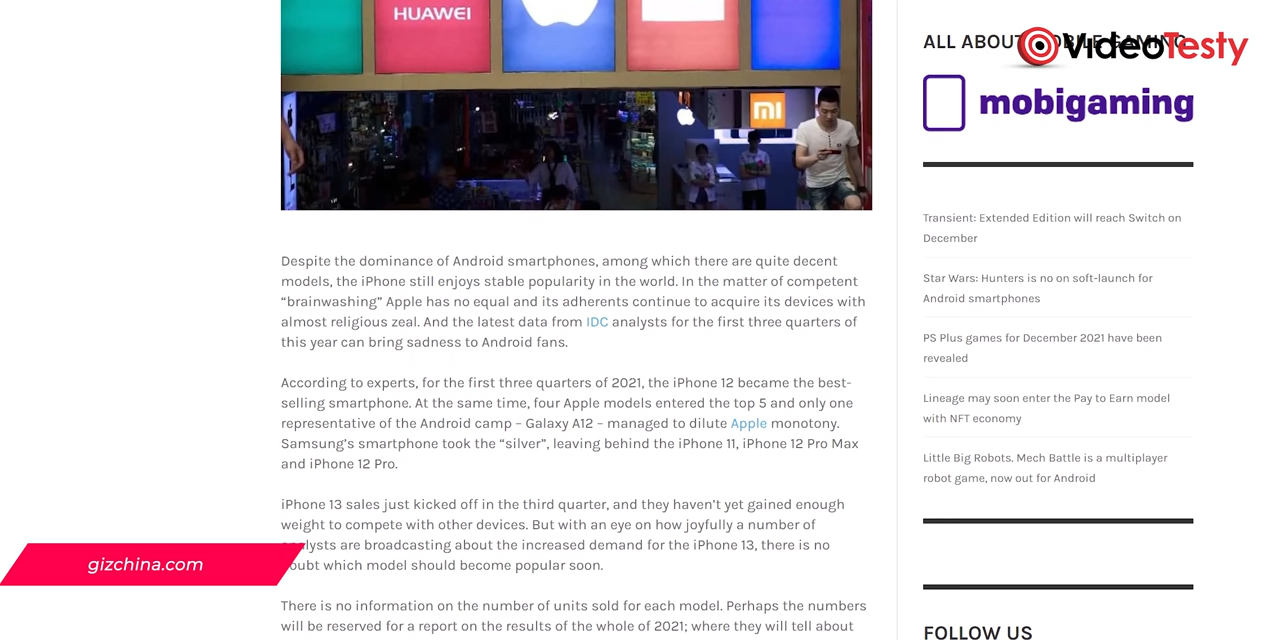 HUAWEI
mi
Despite the dominance of Android smartphones, among which there are quite decent
models, the iPhone still enjoys stable popularity in the world. In the matter of competent
“brainwashing” Apple has no equal and its adherents continue to acquire its devices with
almost religious zeal. And the latest data from IDC analysts for the first three quarters of
this year can bring sadness to Android fans.
According to experts, for the first three quarters of 2021, the iPhone 12 became the best-
selling smartphone. At the same time, four Apple models entered the top 5 and only one
representative of the Android camp – Galaxy A12 – managed to dilute Apple monotony.
Samsung’s smartphone took the “silver”, leaving behind the iPhone 11, iPhone 12 Pro Max
and iPhone 12 Pro.
iPhone 13 sales just kicked off in the third quarter, and they haven’t yet gained enough
weight to compete with other devices. But with an eye on how joyfully a number of
analysts are broadcasting about the increased demand for the iPhone 13, there is no
doubt which model should become popular soon.
There is no information on the number of units sold for each model. Perhaps the numbers
will be reserved for a report on the results of the whole of 2021; where they will tell about
gizchina.com
ALL ABOUT MOBILE GAMING
VideoTesty
mobigaming
Transient: Extended Edition will reach Switch on
December
Star Wars: Hunters is no on soft-launch for
Android smartphones
PS Plus games for December 2021 have been
revealed
Lineage may soon enter the Pay to Earn model
with NFT economy
Little Big Robots. Mech Battle is a multiplayer
robot game, now out for Android
FOLLOW US